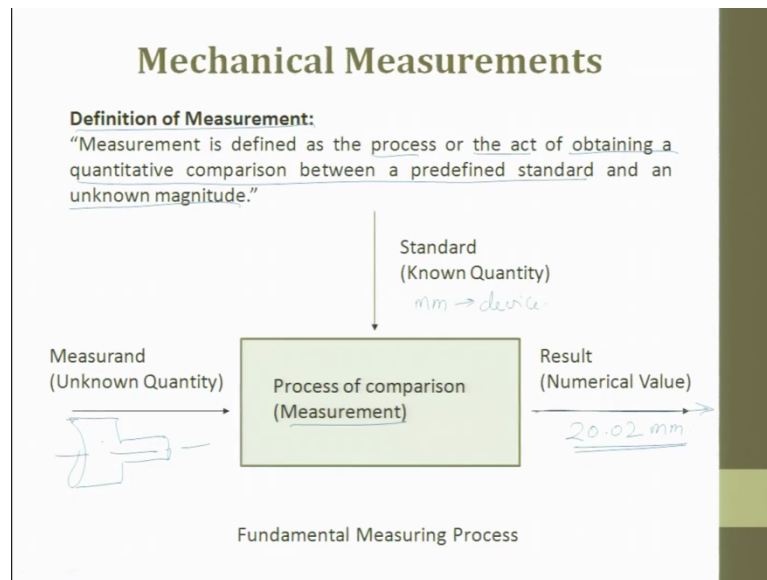 Mechanical Measurements
Definition of Measurement:
“Measurement is defined as the process or the act of obtaining a
quantitative comparison between a predefined standard and an
unknown magnitude.”
Standard
(Known Quantity)
mm → device.
Measurand
(Unknown Quantity)
Process of comparison
(Measurement)
Result
(Numerical Value)
20.02 mm
Fundamental Measuring Process